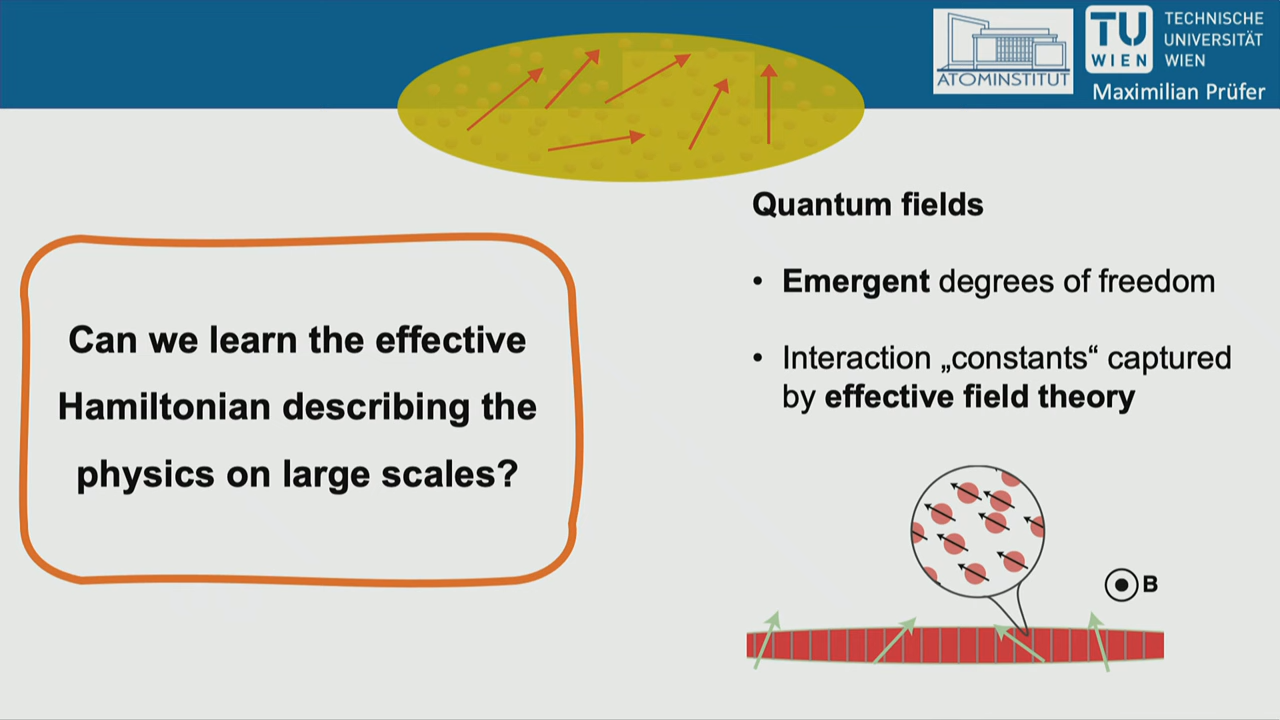 ATOMINSTITUT
TU
WIEN
TECHNISCHE
UNIVERSITÄT
WIEN
Maximilian Prüfer
Quantum fields
• Emergent degrees of freedom
• Interaction „constants“ captured
by effective field theory
Can we learn the effective
Hamiltonian describing the
physics on large scales?
B